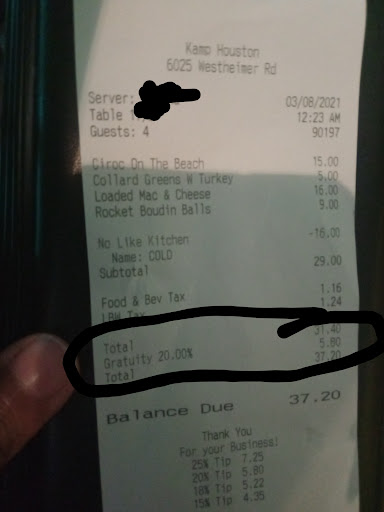 Kamp Houston
6025 Westheimer Rd
Server:
03/08/2021
Table 12:23 AM
Guests: 4 90197
Ciroc On The Beach 15.00
Collard Greens W Turkey 5.00
Loaded Mac & Cheese 16.00
Rocket Boudin Balls 9.00
No Like Kitchen -16.00
Name: COLD
Subtotal 29.00
Food & Bev Tax 1.16
LBW Tax 1.24
Total 31.40
Gratuity 20.00% 5.80
Total 37.20
Balance Due 37.20
Thank You
For your Business!
25% Tip 7.25
20% Tip 5.80
18% Tip 5.22
15% Tip 4.35